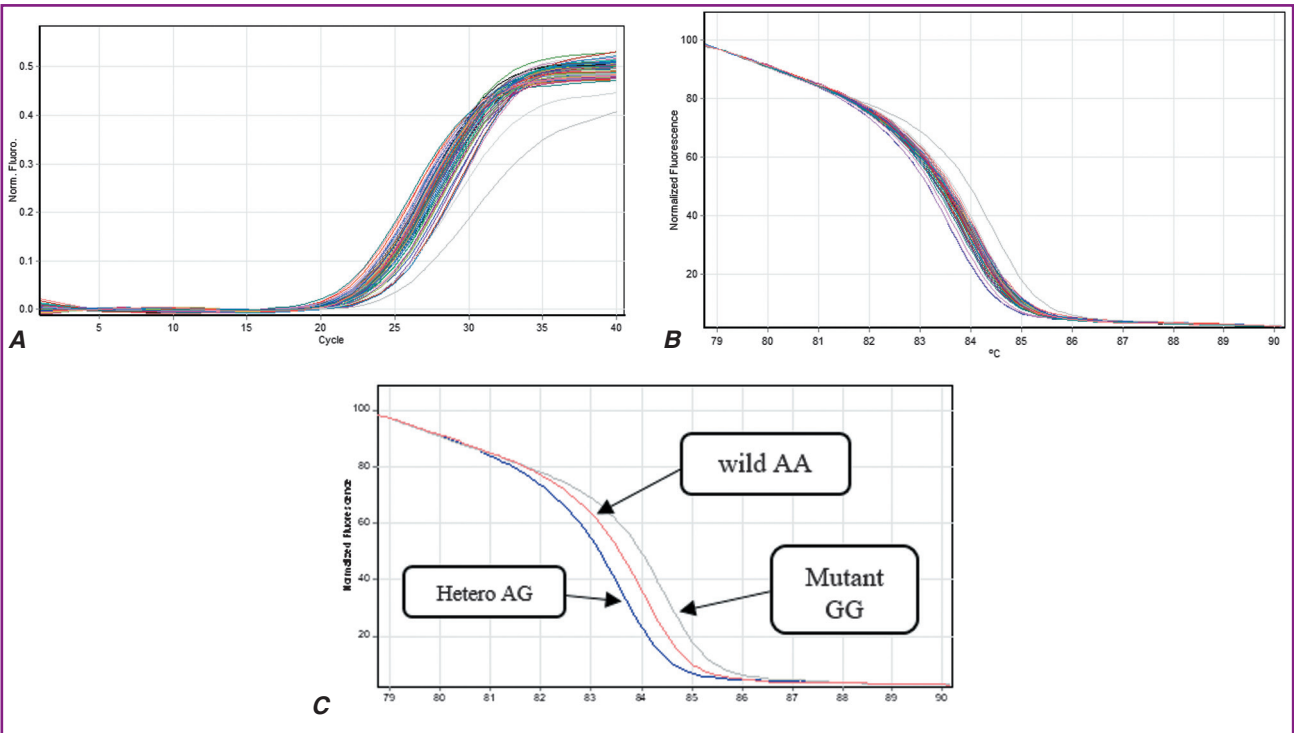 0.5
0.4
0.3
0.2
0.1
0.0
Norm. Fluoro.
5 10 15 20 25 30 35 40
Cycle
A
100
80
60
40
20
Normalized Fluorescence
79 80 81 82 83 84 85 86 87 88 89 90
ºC
B
100
80
60
40
20
Normalized Fluorescence
wild AA
Hetero AG
Mutant
GG
79 80 81 82 83 84 85 86 87 88 89 90
C